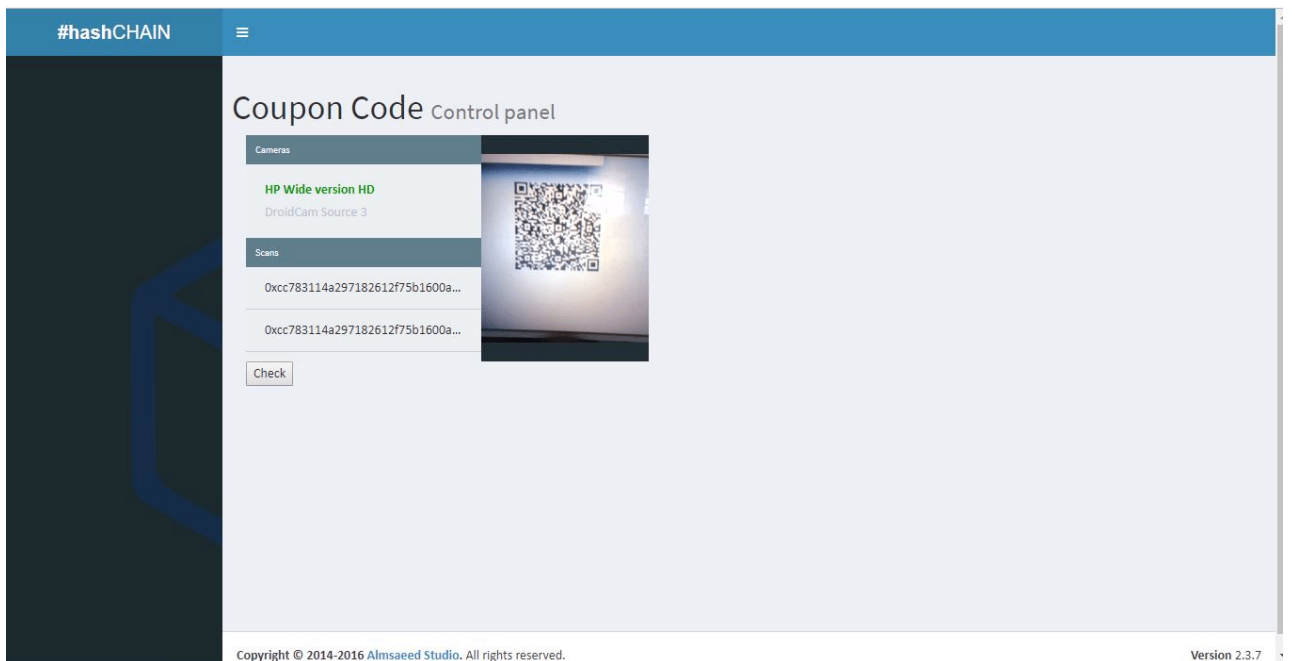 #hashCHAIN
Coupon Code Control panel
Cameras
HP Wide version HD
DroidCam Source 3
Scans
0xcc783114a297182612f75b1600a...
0xcc783114a297182612f75b1600a...
Check
Copyright © 2014-2016 Almsaeed Studio. All rights reserved.
Version 2.3.7